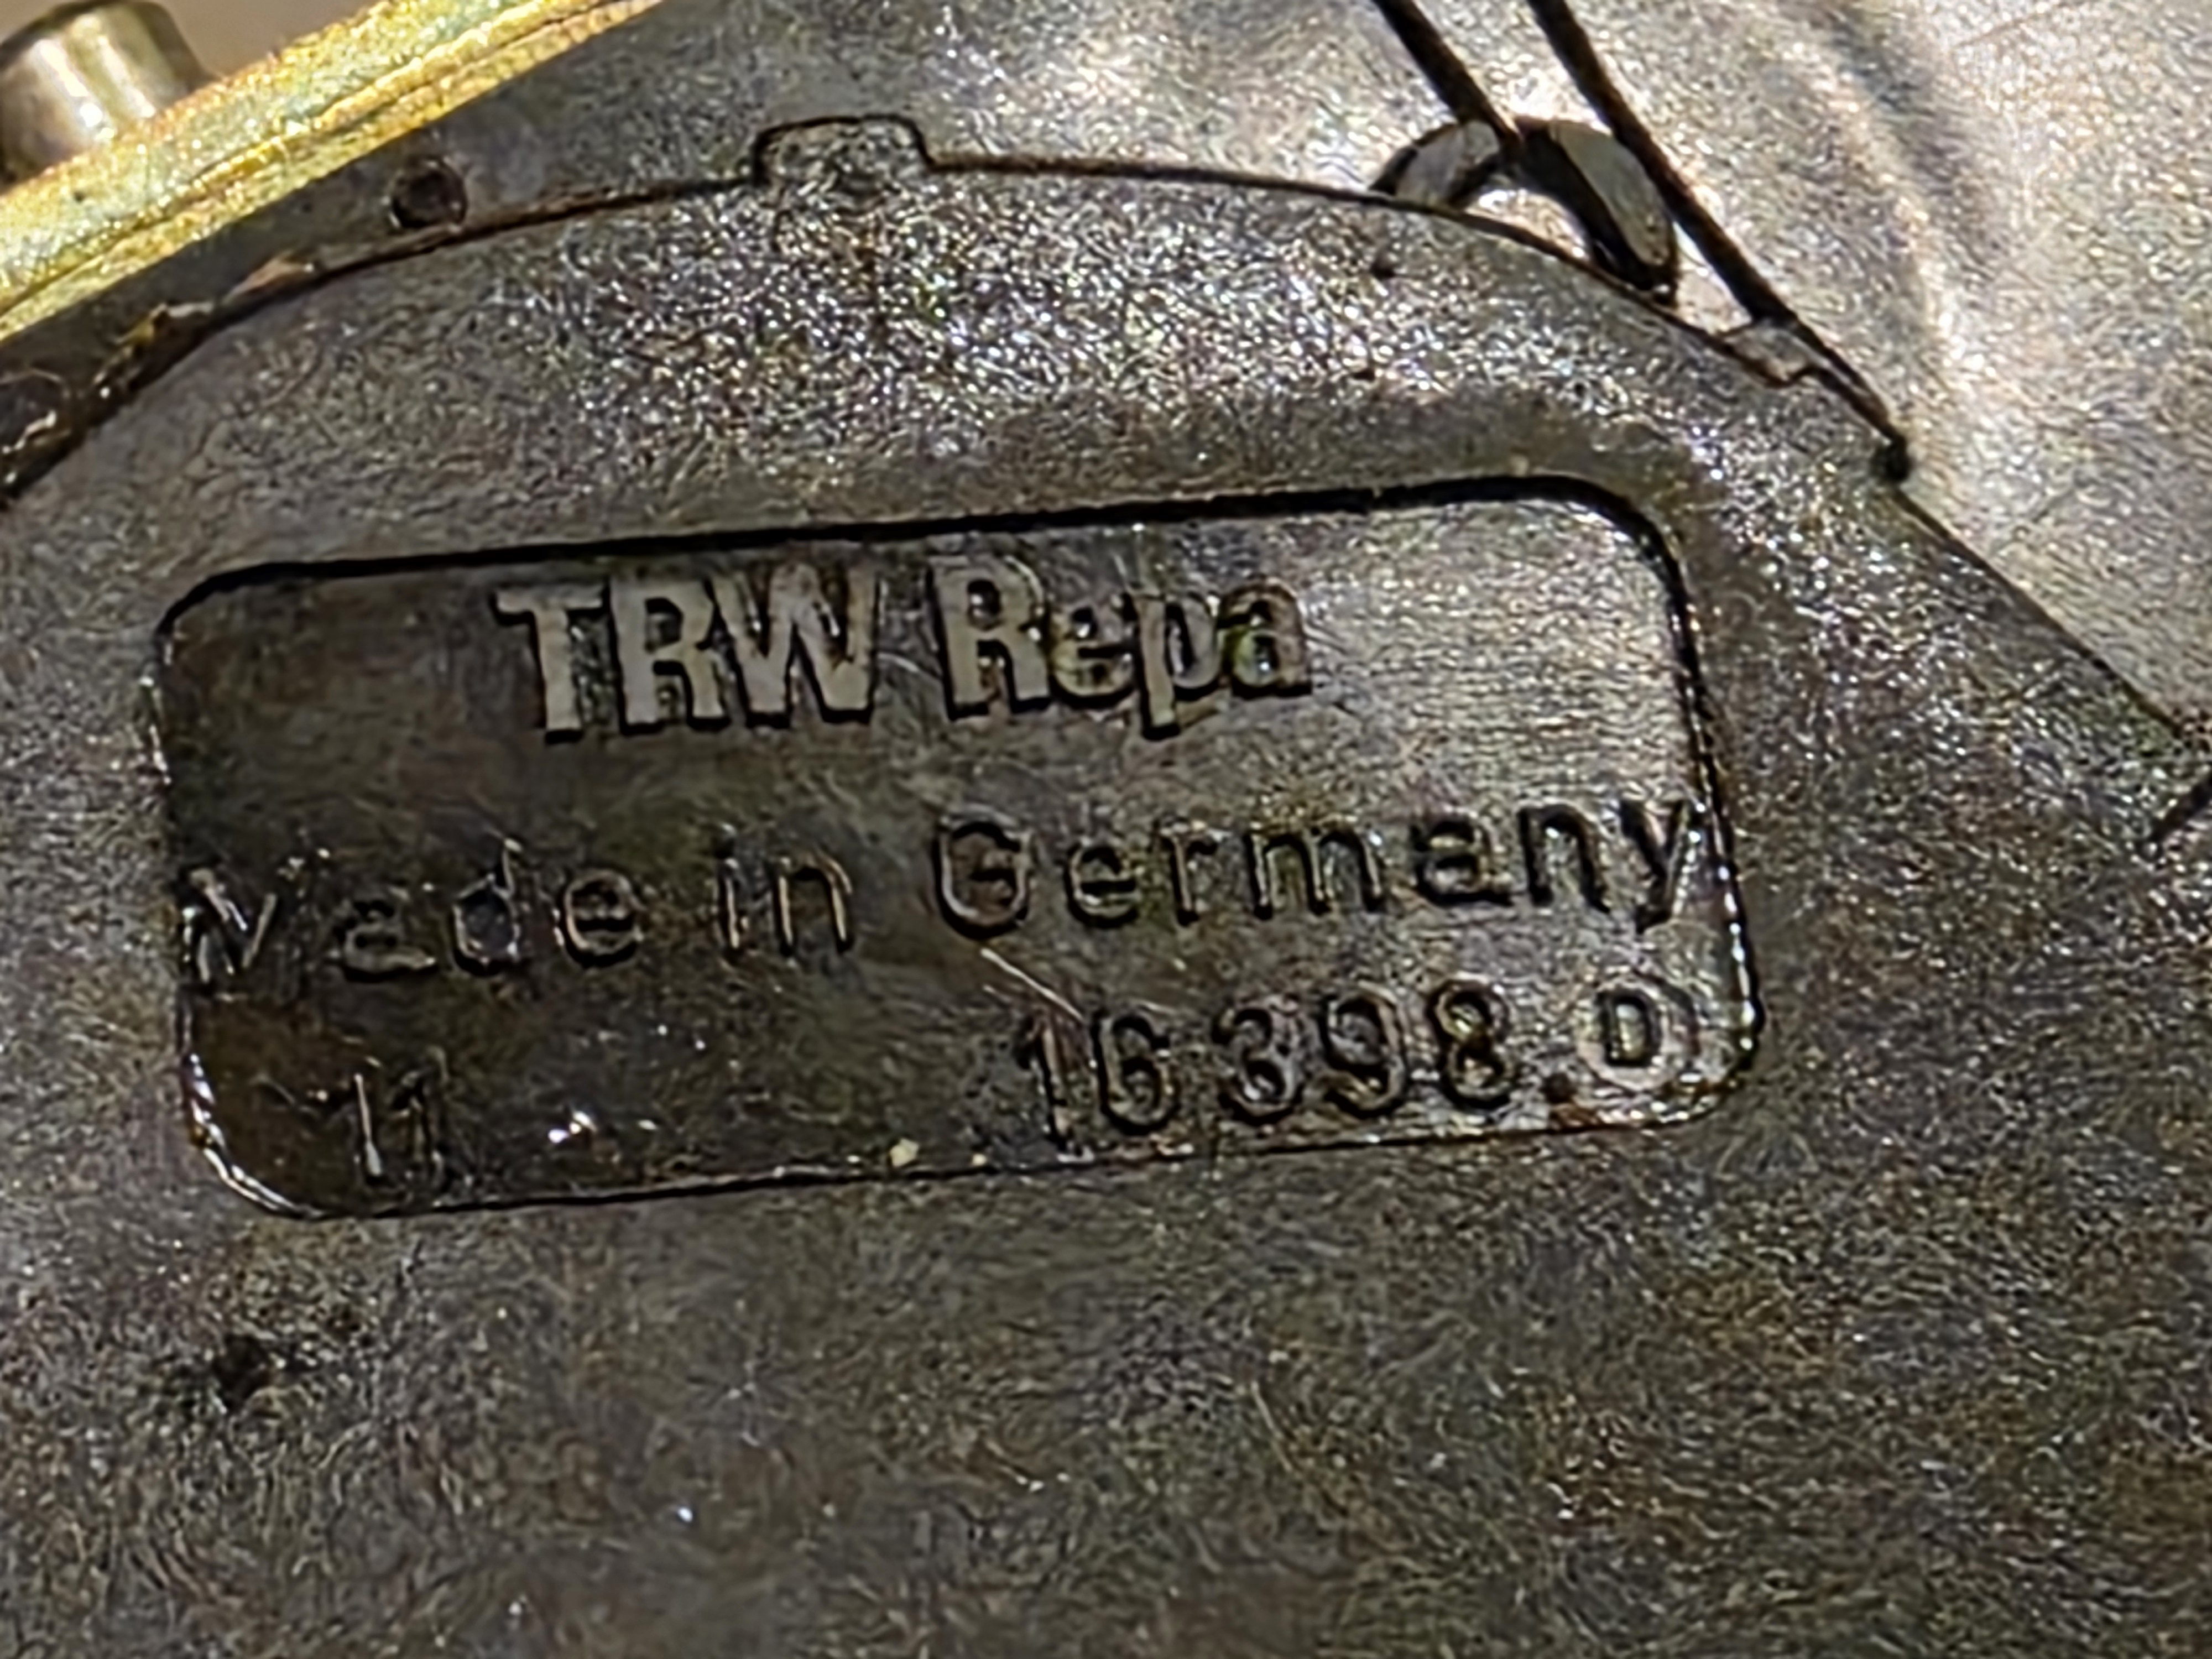 TRW Repa
Made in Germany
11 16398.D